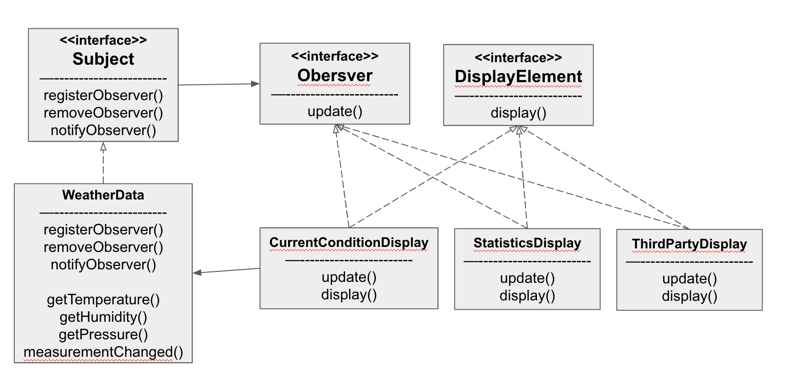 <<interface>>
Subject
registerObserver()
removeObserver()
notifyObserver()
<<interface>>
Obersver
update()
<<interface>>
DisplayElement
display()
WeatherData
registerObserver()
removeObserver()
notifyObserver()
getTemperature()
getHumidity()
getPressure()
measurementChanged()
CurrentConditionDisplay
update()
display()
StatisticsDisplay
update()
display()
ThirdPartyDisplay
update()
display()